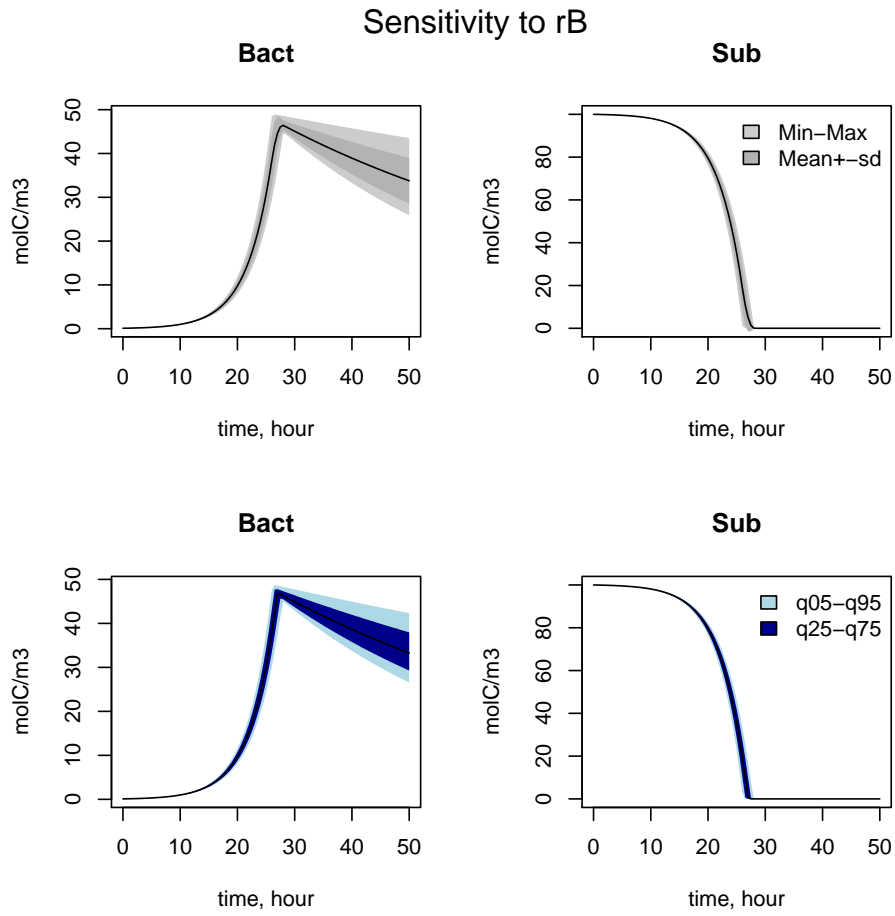 Sensitivity to rB
Bact
molC/m3
0 10 20 30 40 50
0 10 20 30 40 50
time, hour
Sub
molC/m3
0 20 40 60 80
Min−Max
Mean+−sd
0 10 20 30 40 50
time, hour
Bact
molC/m3
0 10 20 30 40 50
0 10 20 30 40 50
time, hour
Sub
molC/m3
0 20 40 60 80
q05−q95
q25−q75
0 10 20 30 40 50
time, hour